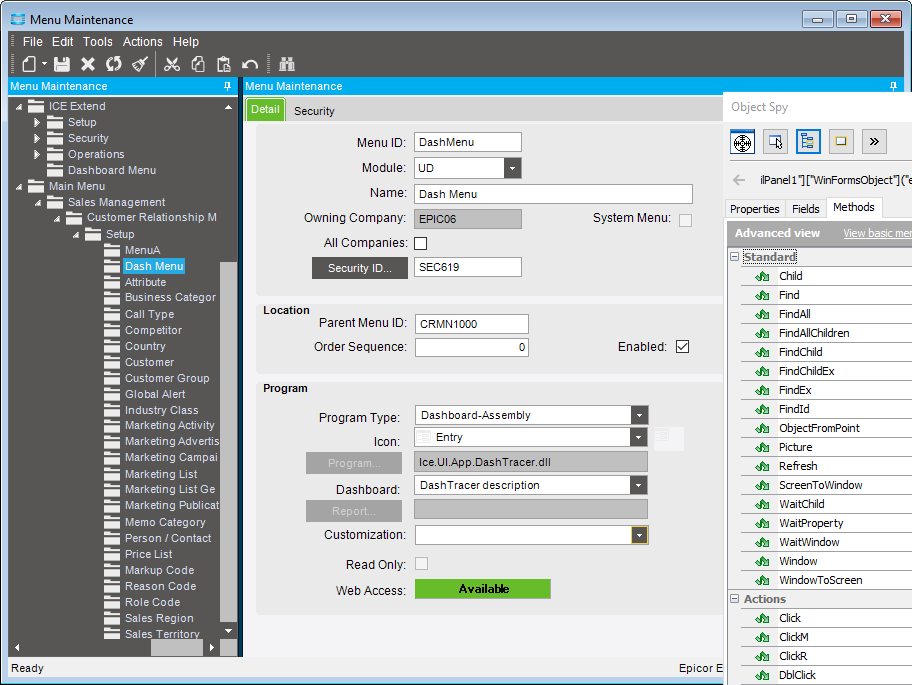 Menu Maintenance
File Edit Tools Actions Help
Menu Maintenance
ICE Extend
Setup
Security
Operations
Dashboard Menu
Main Menu
Sales Management
Customer Relationship M
Setup
MenuA
Dash Menu
Attribute
Business Categor
Call Type
Competitor
Country
Customer
Customer Group
Global Alert
Industry Class
Marketing Activity
Marketing Advertis
Marketing Campai
Marketing List
Marketing List Ge
Marketing Publicat
Memo Category
Person / Contact
Price List
Markup Code
Reason Code
Role Code
Sales Region
Sales Territory
Menu Maintenance
Detail Security
Menu ID: DashMenu
Module: UD
Name: Dash Menu
Owning Company: EPIC06 System Menu:
All Companies:
Security ID... SEC619
Location
Parent Menu ID: CRMN1000
Order Sequence: 0 Enabled:
Program
Program Type: Dashboard-Assembly
Icon: Entry
Program... Ice.UI.App.DashTracer.dll
Dashboard: DashTracer description
Report...
Customization:
Read Only:
Web Access: Available
Ready Epicor E
Object Spy
»
ilPanel1"]["WinFormsObject"]("e
Properties Fields Methods
Advanced view View basic mer
Standard
Child
Find
FindAll
FindAllChildren
FindChild
FindChildEx
FindEx
FindId
ObjectFromPoint
Picture
Refresh
ScreenToWindow
WaitChild
WaitProperty
WaitWindow
Window
WindowToScreen
Actions
Click
ClickM
ClickR
DblClick